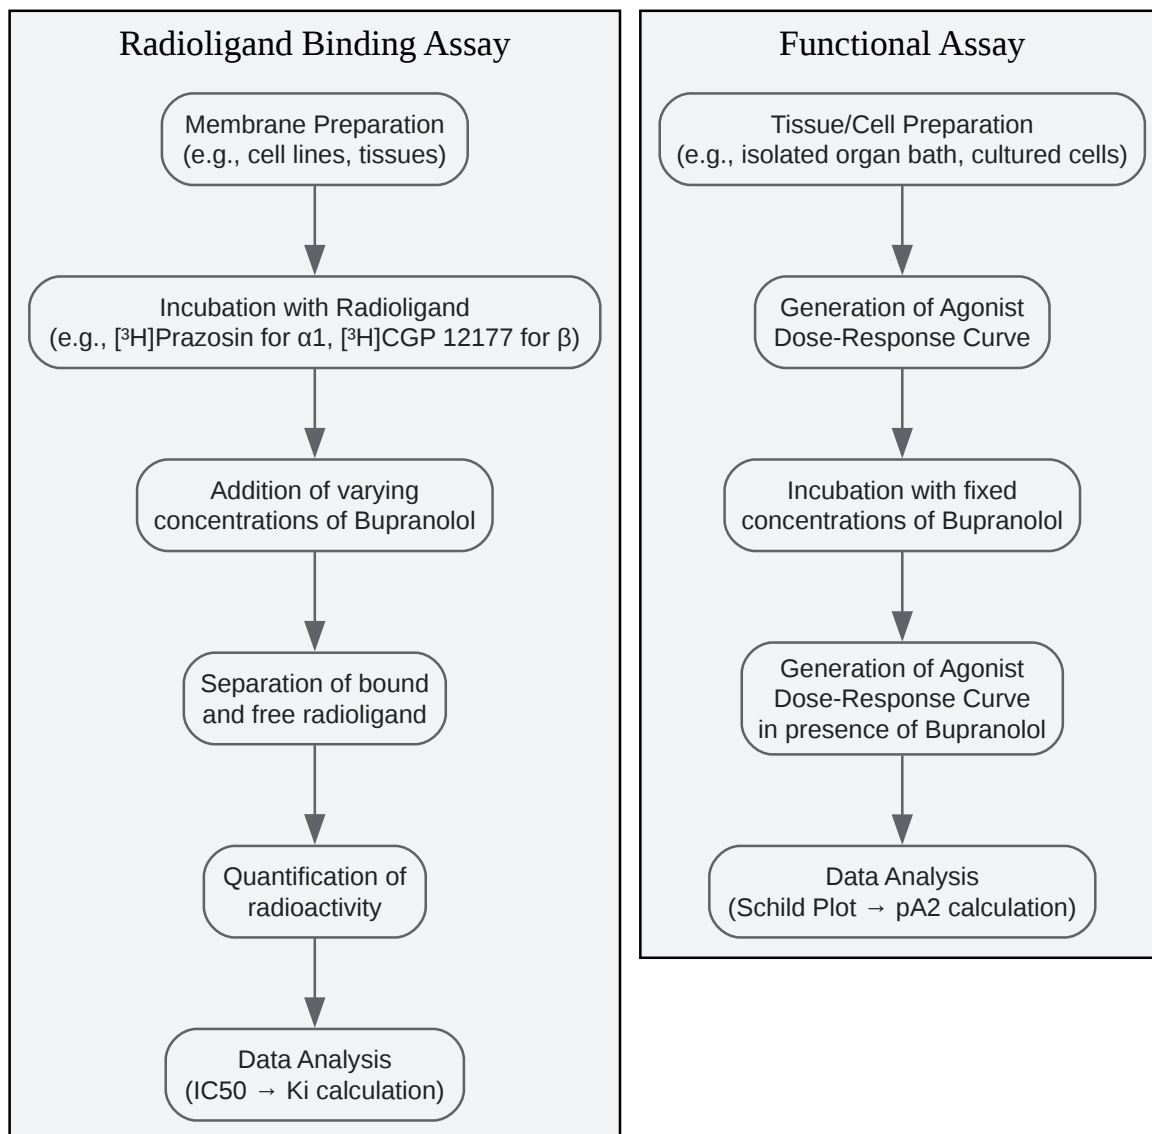 Radioligand Binding Assay
Membrane Preparation
(e.g., cell lines, tissues)
Incubation with Radioligand
(e.g., [³H]Prazosin for α1, [³H]CGP 12177 for β)
Addition of varying
concentrations of Bupranolol
Separation of bound
and free radioligand
Quantification of
radioactivity
Data Analysis
(IC50 → Ki calculation)
Functional Assay
Tissue/Cell Preparation
(e.g., isolated organ bath, cultured cells)
Generation of Agonist
Dose-Response Curve
Incubation with fixed
concentrations of Bupranolol
Generation of Agonist
Dose-Response Curve
in presence of Bupranolol
Data Analysis
(Schild Plot → pA2 calculation)